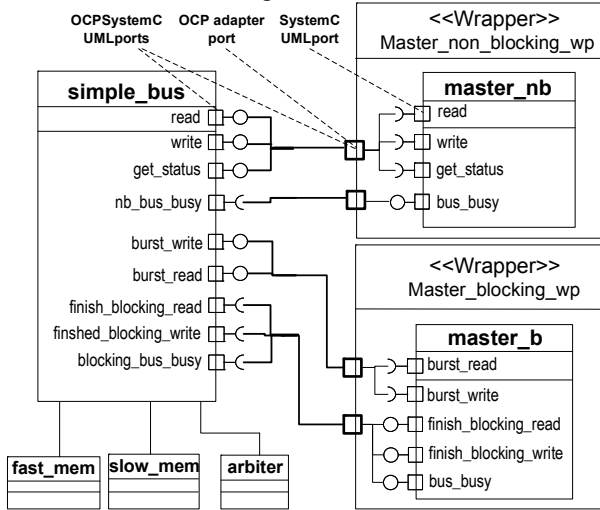 OCPSystemC
UMLports
OCP adapter
port
SystemC
UMLport
<<Wrapper>>
Master_non_blocking_wp
simple_bus
read
write
get_status
nb_bus_busy
burst_write
burst_read
finish_blocking_read
finshed_blocking_write
blocking_bus_busy
master_nb
read
write
get_status
bus_busy
<<Wrapper>>
Master_blocking_wp
master_b
burst_read
burst_write
finish_blocking_read
finish_blocking_write
bus_busy
fast_mem
slow_mem
arbiter